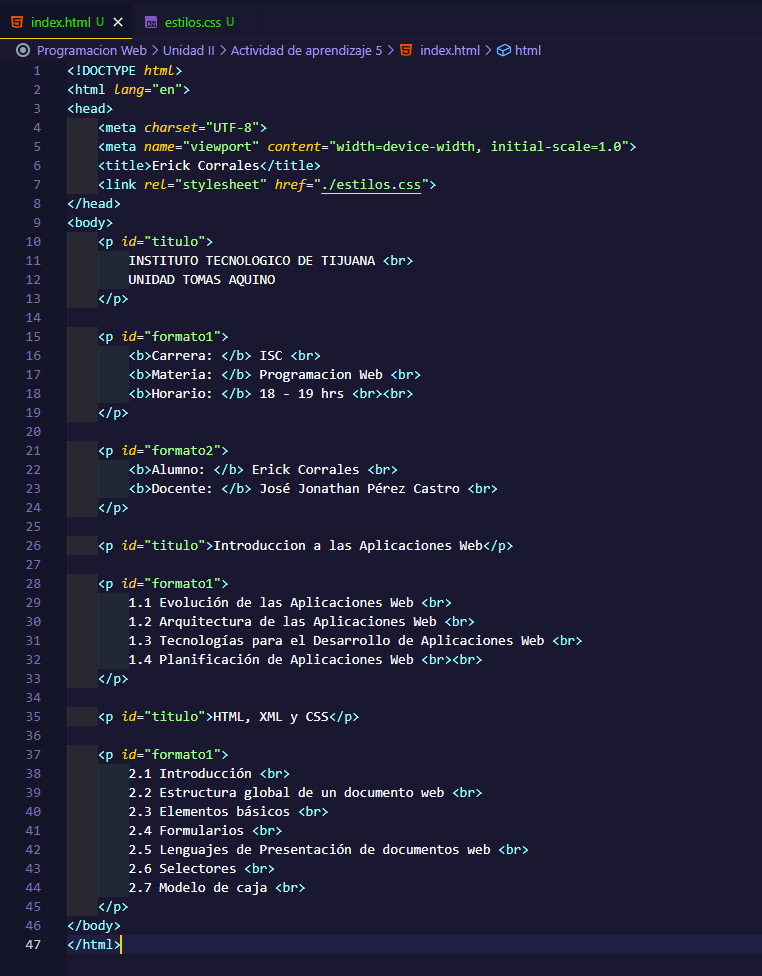 index.html U
estilos.css U
Programacion Web > Unidad II > Actividad de aprendizaje 5 > index.html > html
1 <!DOCTYPE html>
2 <html lang="en">
3 <head>
4     <meta charset="UTF-8">
5     <meta name="viewport" content="width=device-width, initial-scale=1.0">
6     <title>Erick Corrales</title>
7     <link rel="stylesheet" href="./estilos.css">
8 </head>
9 <body>
10     <p id="titulo">
11         INSTITUTO TECNOLOGICO DE TIJUANA <br>
12         UNIDAD TOMAS AQUINO
13     </p>
14
15     <p id="formato1">
16         <b>Carrera: </b> ISC <br>
17         <b>Materia: </b> Programacion Web <br>
18         <b>Horario: </b> 18 - 19 hrs <br><br>
19     </p>
20
21     <p id="formato2">
22         <b>Alumno: </b> Erick Corrales <br>
23         <b>Docente: </b> José Jonathan Pérez Castro <br>
24     </p>
25
26     <p id="titulo">Introduccion a las Aplicaciones Web</p>
27
28     <p id="formato1">
29         1.1 Evolución de las Aplicaciones Web <br>
30         1.2 Arquitectura de las Aplicaciones Web <br>
31         1.3 Tecnologías para el Desarrollo de Aplicaciones Web <br>
32         1.4 Planificación de Aplicaciones Web <br><br>
33     </p>
34
35     <p id="titulo">HTML, XML y CSS</p>
36
37     <p id="formato1">
38         2.1 Introducción <br>
39         2.2 Estructura global de un documento web <br>
40         2.3 Elementos básicos <br>
41         2.4 Formularios <br>
42         2.5 Lenguajes de Presentación de documentos web <br>
43         2.6 Selectores <br>
44         2.7 Modelo de caja <br>
45     </p>
46 </body>
47 </html>